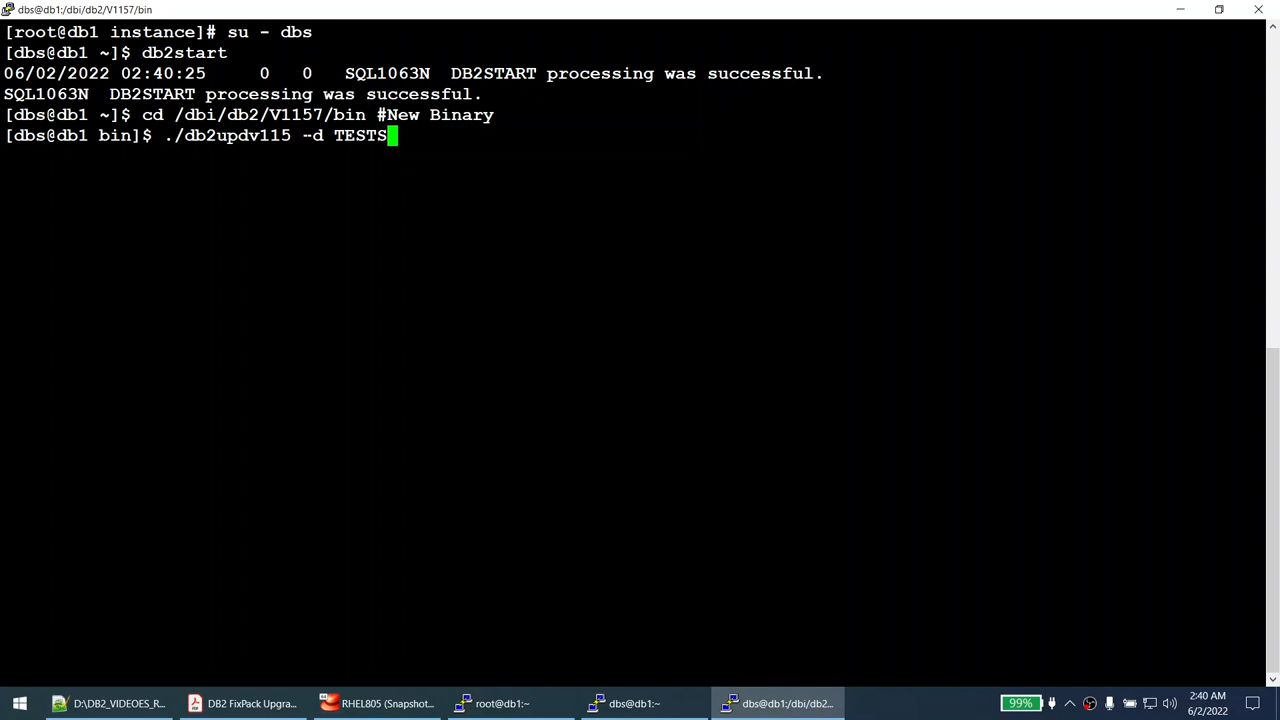 dbs@db1:/dbi/db2/V1157/bin
[root@db1 instance]# su - dbs
[dbs@db1 ~]$ db2start
06/02/2022 02:40:25     0   0   SQL1063N  DB2START processing was successful.
SQL1063N  DB2START processing was successful.
[dbs@db1 ~]$ cd /dbi/db2/V1157/bin #New Binary
[dbs@db1 bin]$ ./db2updv115 -d TESTS
D:\DB2_VIDEOES_R... DB2 FixPack Upgra... RHEL805 (Snapshot... root@db1:~ dbs@db1:~ dbs@db1:/dbi/db2... 99% 2:40 AM
6/2/2022